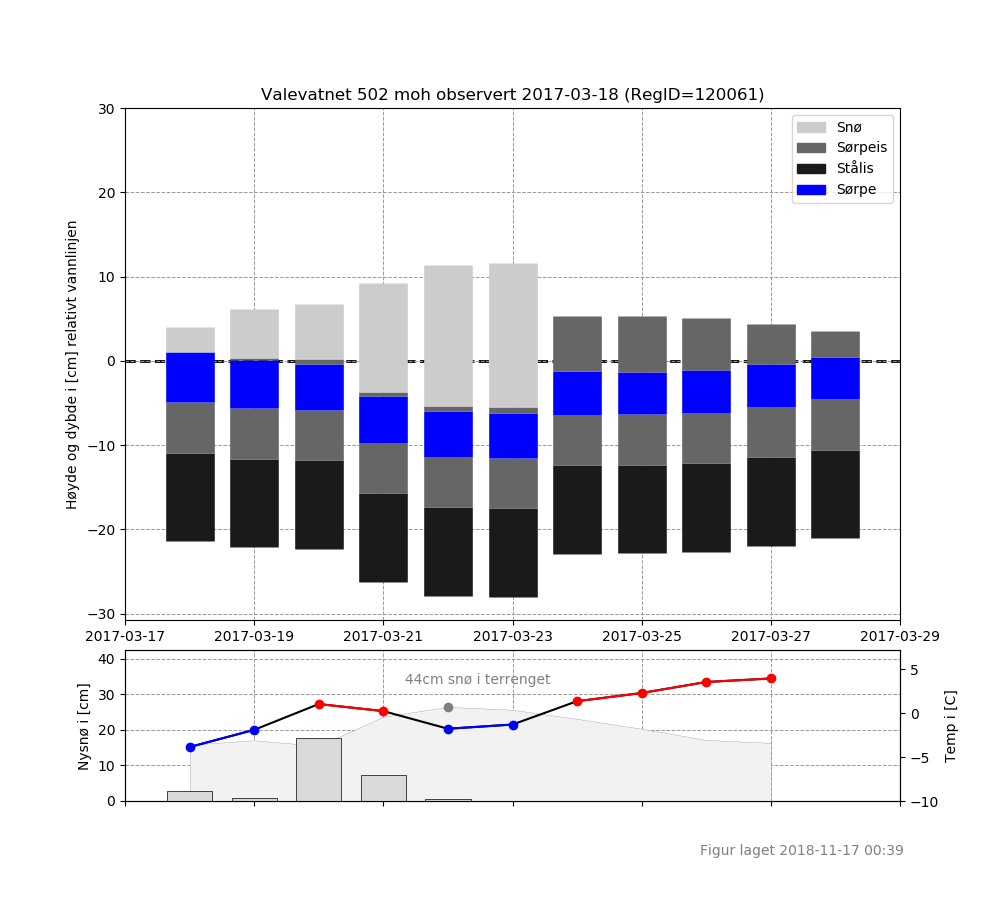 Valevatnet 502 moh observert 2017-03-18 (RegID=120061)
Snø
Sørpeis
Stålis
Sørpe
Høyde og dybde i [cm] relativt vannlinjen
30
20
10
0
−10
−20
−30
2017-03-17 2017-03-19 2017-03-21 2017-03-23 2017-03-25 2017-03-27 2017-03-29
Nysnø i [cm]
40
30
20
10
0
44cm snø i terrenget
5
0
−5
−10
Temp i [C]
Figur laget 2018-11-17 00:39